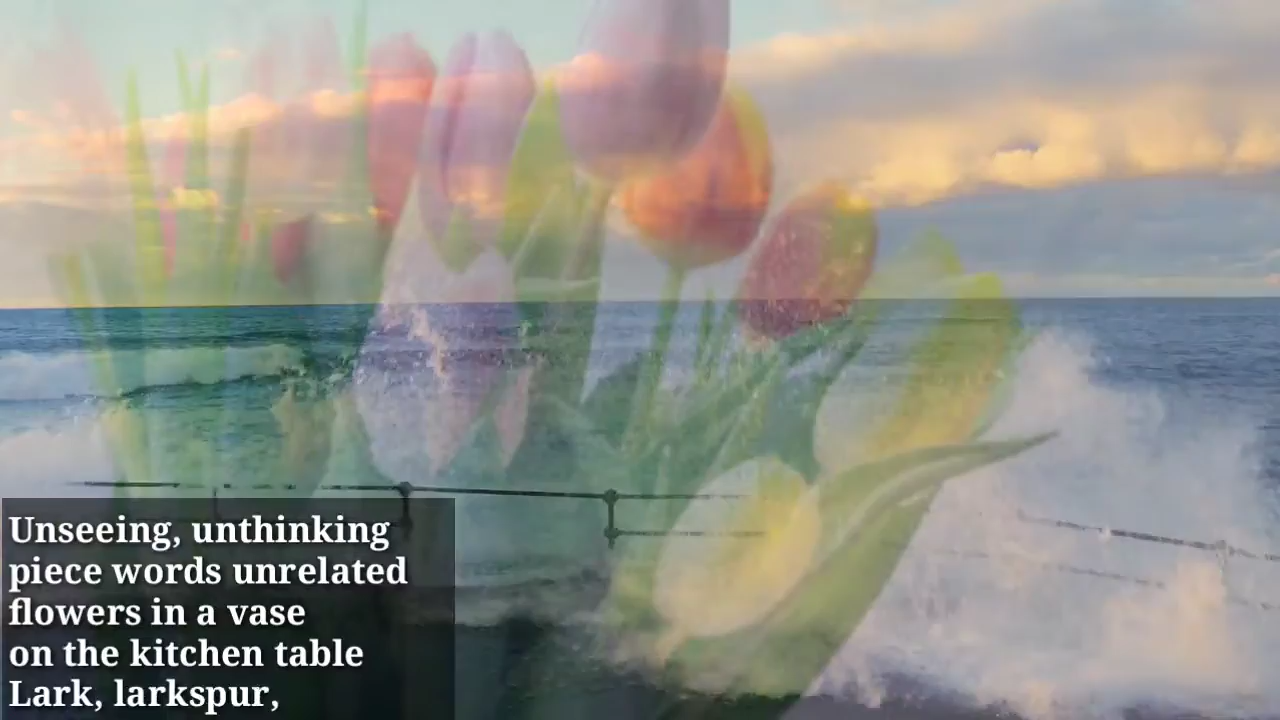 Unseeing, unthinking
piece words unrelated
flowers in a vase
on the kitchen table
Lark, larkspur,